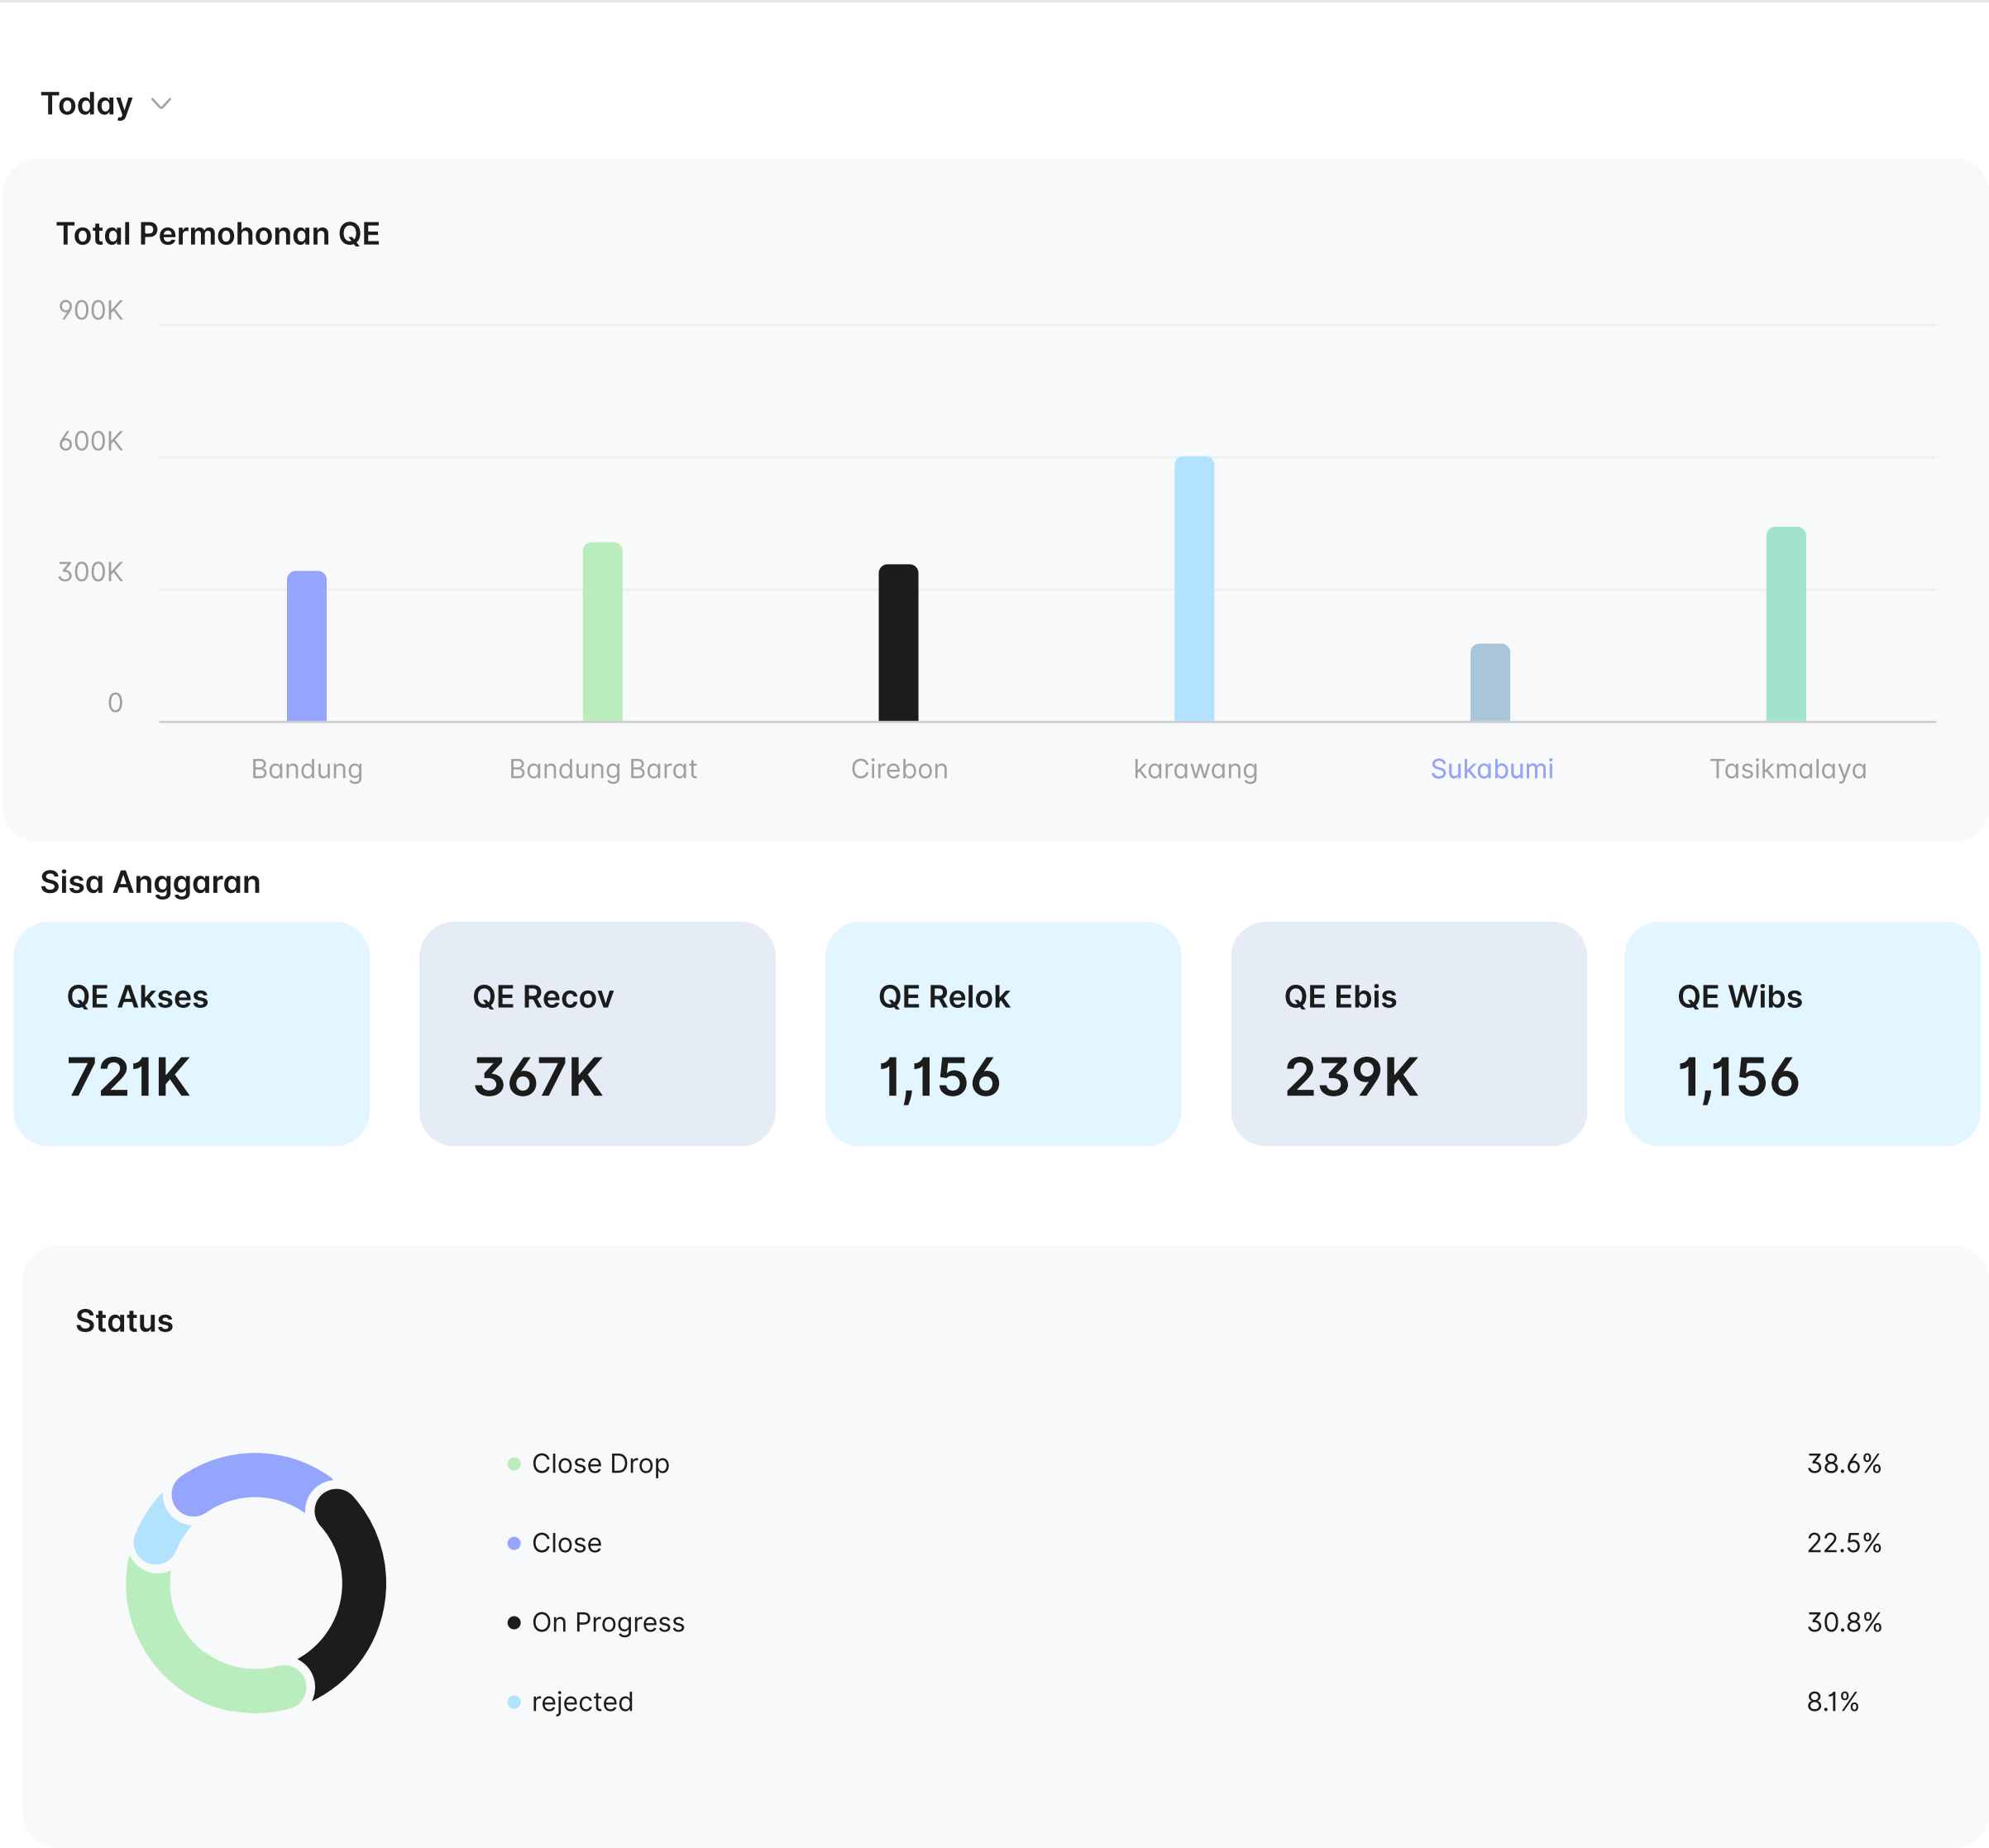 Today
Total Permohonan QE
900K
600K
300K
0
Bandung Bandung Barat Cirebon karawang Sukabumi Tasikmalaya
Sisa Anggaran
QE Akses QE Recov QE Relok QE Ebis QE Wibs
721K 367K 1,156 239K 1,156
Status
Close Drop 38.6%
Close 22.5%
On Progress 30.8%
rejected 8.1%